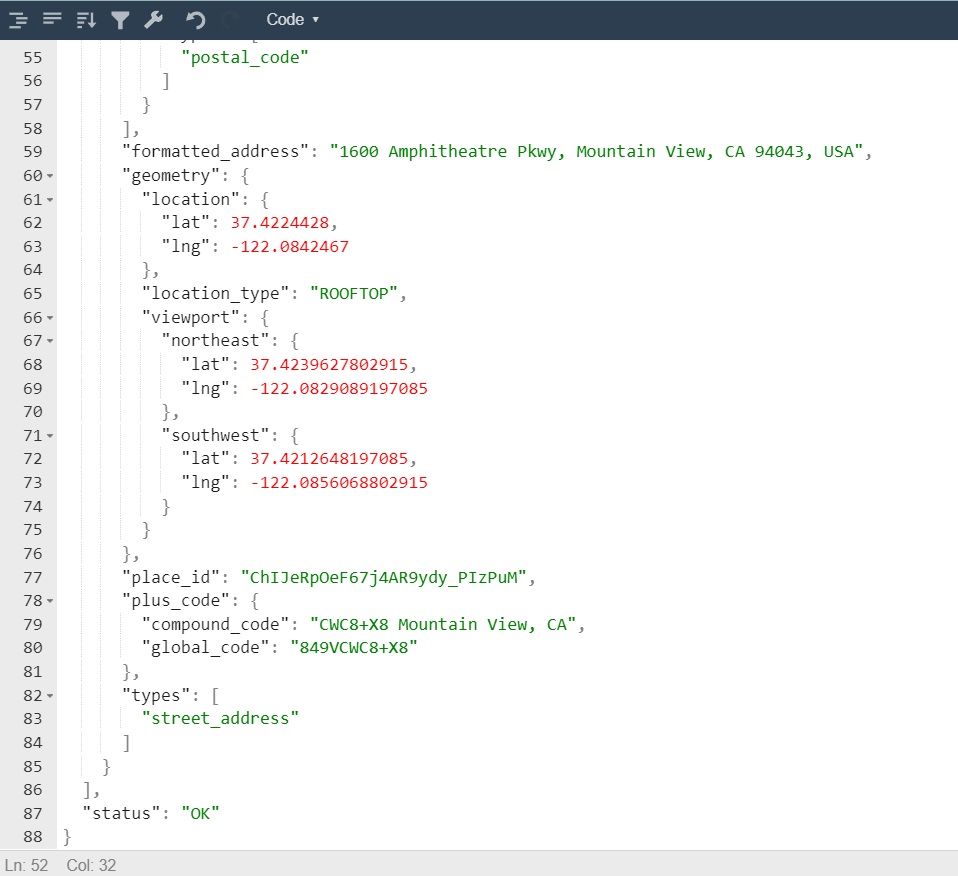 Code
55 "postal_code"
56 ]
57 }
58 ],
59 "formatted_address": "1600 Amphitheatre Pkwy, Mountain View, CA 94043, USA",
60 "geometry": {
61 "location": {
62 "lat": 37.4224428,
63 "lng": -122.0842467
64 },
65 "location_type": "ROOFTOP",
66 "viewport": {
67 "northeast": {
68 "lat": 37.4239627802915,
69 "lng": -122.0829089197085
70 },
71 "southwest": {
72 "lat": 37.4212648197085,
73 "lng": -122.0856068802915
74 }
75 }
76 },
77 "place_id": "ChIJeRpOeF67j4AR9ydy_PIzPuM",
78 "plus_code": {
79 "compound_code": "CWC8+X8 Mountain View, CA",
80 "global_code": "849VCWC8+X8"
81 },
82 "types": [
83 "street_address"
84 ]
85 }
86 ],
87 "status": "OK"
88 }
Ln: 52 Col: 32